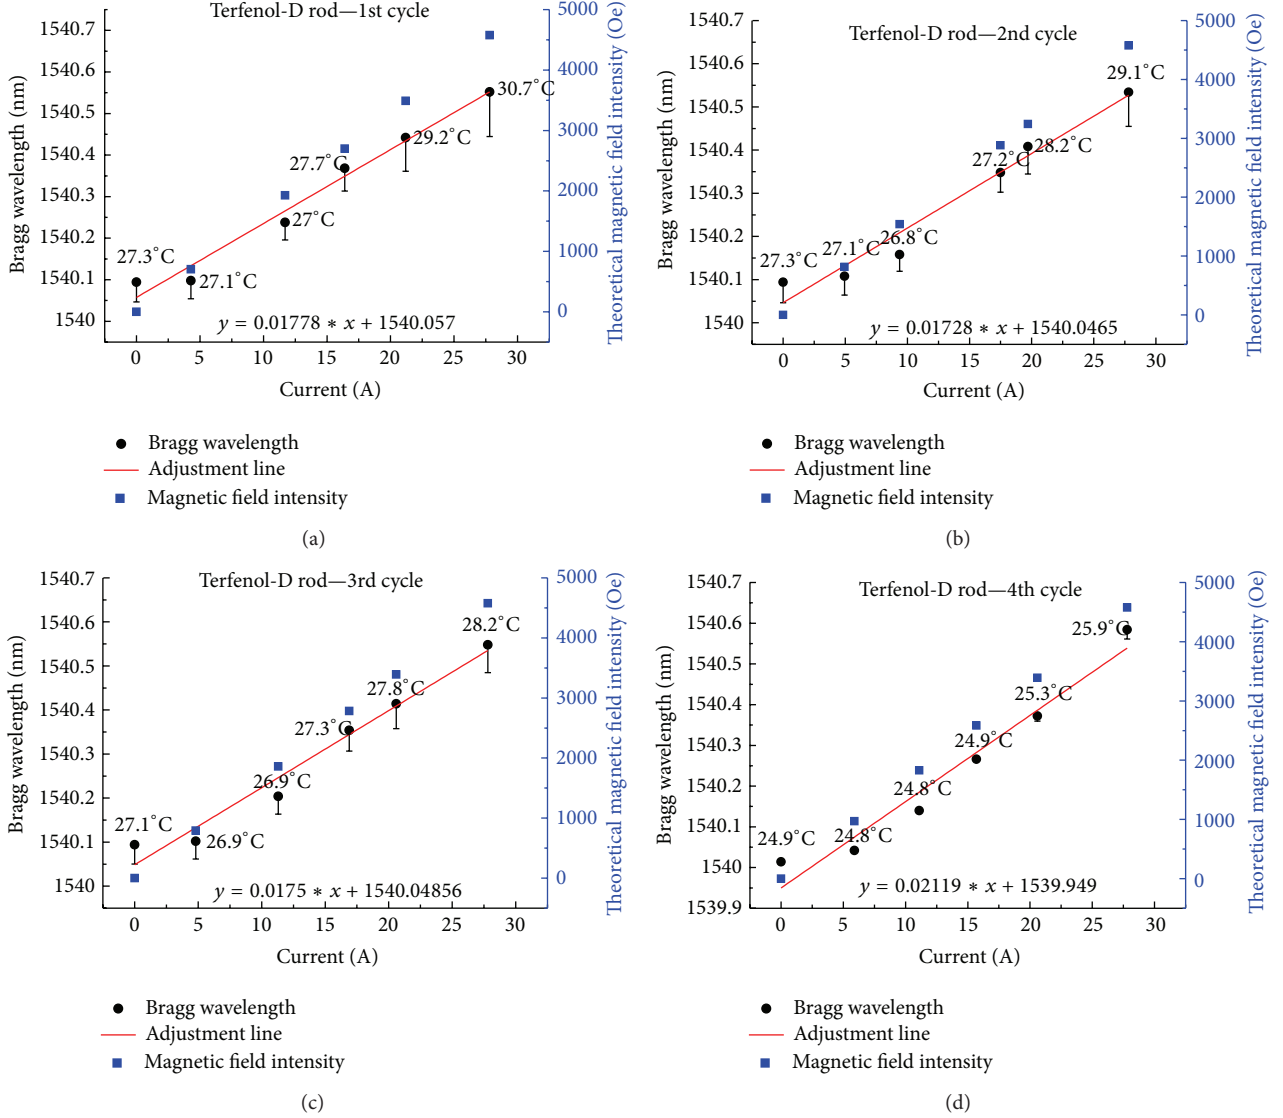 Terfenol-D rod—1st cycle
Bragg wavelength (nm)
1540.7
1540.6
1540.5
1540.4
1540.3
1540.2
1540.1
1540
27.3°C
27.1°C
27°C
27.7°C
29.2°C
30.7°C
y = 0.01778 ∗ x + 1540.057
5000
4000
3000
2000
1000
0
Theoretical magnetic field intensity (Oe)
0 5 10 15 20 25 30
Current (A)
Bragg wavelength
Adjustment line
Magnetic field intensity
(a)
Terfenol-D rod—2nd cycle
Bragg wavelength (nm)
1540.7
1540.6
1540.5
1540.4
1540.3
1540.2
1540.1
1540
27.3°C
27.1°C
26.8°C
27.2°C
28.2°C
29.1°C
y = 0.01728 ∗ x + 1540.0465
5000
4000
3000
2000
1000
0
Theoretical magnetic field intensity (Oe)
0 5 10 15 20 25 30
Current (A)
Bragg wavelength
Adjustment line
Magnetic field intensity
(b)
Terfenol-D rod—3rd cycle
Bragg wavelength (nm)
1540.7
1540.6
1540.5
1540.4
1540.3
1540.2
1540.1
1540
27.1°C
26.9°C
26.9°C
27.3°C
27.8°C
28.2°C
y = 0.0175 ∗ x + 1540.04856
5000
4000
3000
2000
1000
0
Theoretical magnetic field intensity (Oe)
0 5 10 15 20 25 30
Current (A)
Bragg wavelength
Adjustment line
Magnetic field intensity
(c)
Terfenol-D rod—4th cycle
Bragg wavelength (nm)
1540.7
1540.6
1540.5
1540.4
1540.3
1540.2
1540.1
1540
1539.9
24.9°C
24.8°C
24.8°C
24.9°C
25.3°C
25.9°C
y = 0.02119 ∗ x + 1539.949
5000
4000
3000
2000
1000
0
Theoretical magnetic field intensity (Oe)
0 5 10 15 20 25 30
Current (A)
Bragg wavelength
Adjustment line
Magnetic field intensity
(d)